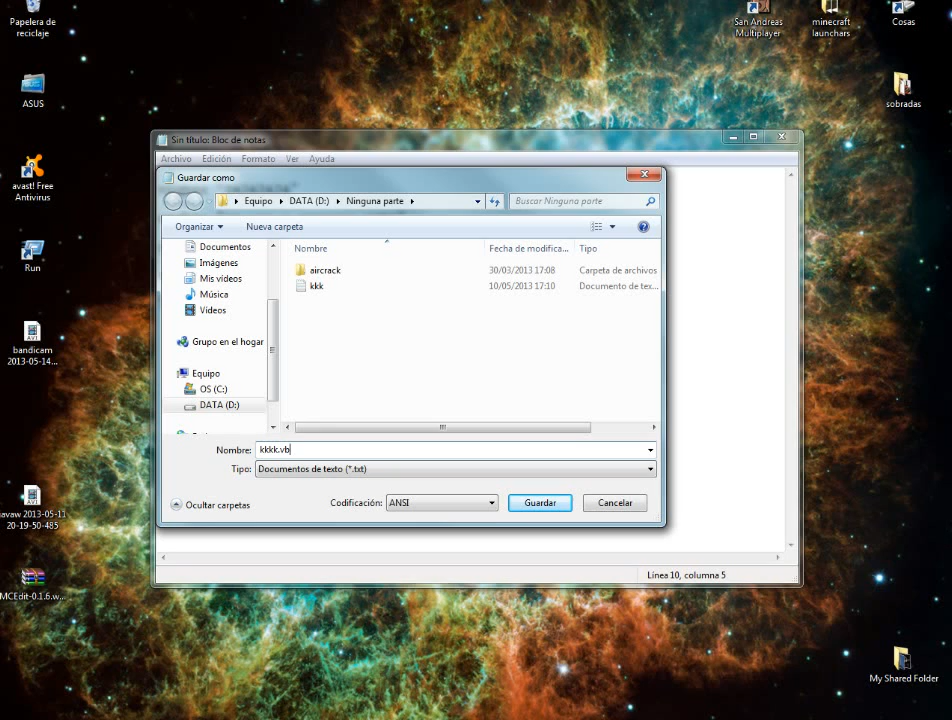 Papelera de
reciclaje
San Andreas
Multiplayer
minecraft
launchars
Cosas
ASUS
sobradas
Sin título: Bloc de notas
Archivo Edición Formato Ver Ayuda
Guardar como
avast! Free
Antivirus
Equipo DATA (D:) Ninguna parte
Buscar Ninguna parte
Organizar Nueva carpeta
Documentos
Imágenes
Mis vídeos
Música
Vídeos
Grupo en el hogar
Equipo
OS (C:)
DATA (D:)
Nombre Fecha de modifica... Tipo
aircrack 30/03/2013 17:08 Carpeta de archivos
kkk 10/05/2013 17:10 Documento de tex...
Run
bandicam
2013-05-14...
Nombre: kkkk.vb
Tipo: Documentos de texto (*.txt)
Ocultar carpetas Codificación: ANSI Guardar Cancelar
AVI
javaw 2013-05-11
20-19-50-485
Línea 10, columna 5
MCEdit-0.1.6.w...
My Shared Folder